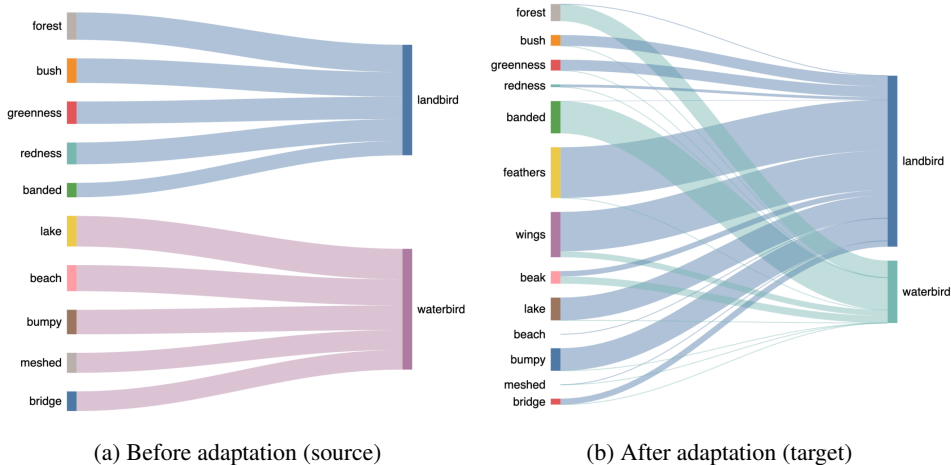 forest
bush
greenness
redness
banded
lake
beach
bumpy
meshed
bridge
landbird
waterbird
(a) Before adaptation (source)
forest
bush
greenness
redness
banded
feathers
wings
beak
lake
beach
bumpy
meshed
bridge
landbird
waterbird
(b) After adaptation (target)